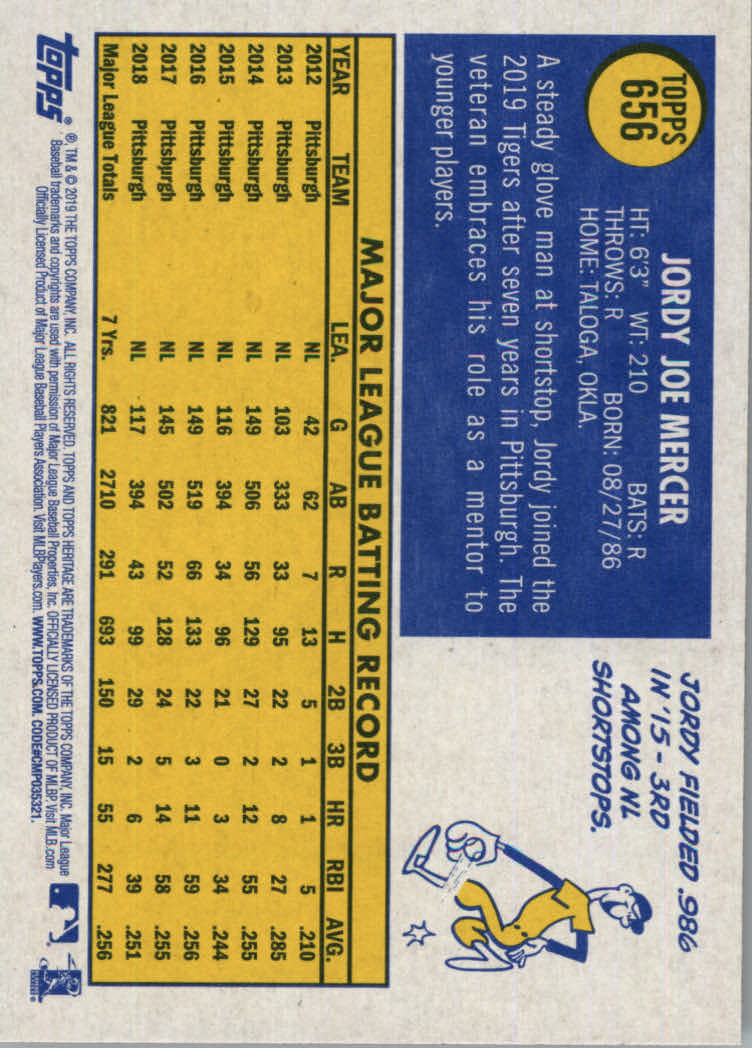 TOPPS
656
JORDY JOE MERCER
HT: 6'3" WT: 210 BATS: R
THROWS: R BORN: 08/27/86
HOME: TALOGA, OKLA.
A steady glove man at shortstop, Jordy joined the
2019 Tigers after seven years in Pittsburgh. The
veteran embraces his role as a mentor to
younger players.
JORDY FIELDED .986
IN '15 - 3RD
AMONG NL
SHORTSTOPS.
MAJOR LEAGUE BATTING RECORD
YEAR TEAM LEA. G AB R H 2B 3B HR RBI AVG.
2012 Pittsburgh NL 42 62 7 13 5 1 1 5 .210
2013 Pittsburgh NL 103 333 33 95 22 2 8 27 .285
2014 Pittsburgh NL 149 506 56 129 27 2 12 55 .255
2015 Pittsburgh NL 116 394 34 96 21 0 3 34 .244
2016 Pittsburgh NL 149 519 66 133 22 3 11 59 .256
2017 Pittsburgh NL 145 502 52 128 24 5 14 58 .255
2018 Pittsburgh NL 117 394 43 99 29 2 6 39 .251
Major League Totals 7 Yrs. 821 2710 291 693 150 15 55 277 .256
topps®
®, TM & © 2019 THE TOPPS COMPANY, INC. ALL RIGHTS RESERVED. TOPPS AND TOPPS HERITAGE ARE TRADEMARKS OF THE TOPPS COMPANY, INC. Major League
Baseball trademarks and copyrights are used with permission of Major League Baseball Properties, Inc. OFFICIALLY LICENSED PRODUCT OF MLBP. Visit MLB.com
Officially Licensed Product of Major League Baseball Players Association. Visit MLBPlayers.com. WWW.TOPPS.COM. CODE#CMP035321.